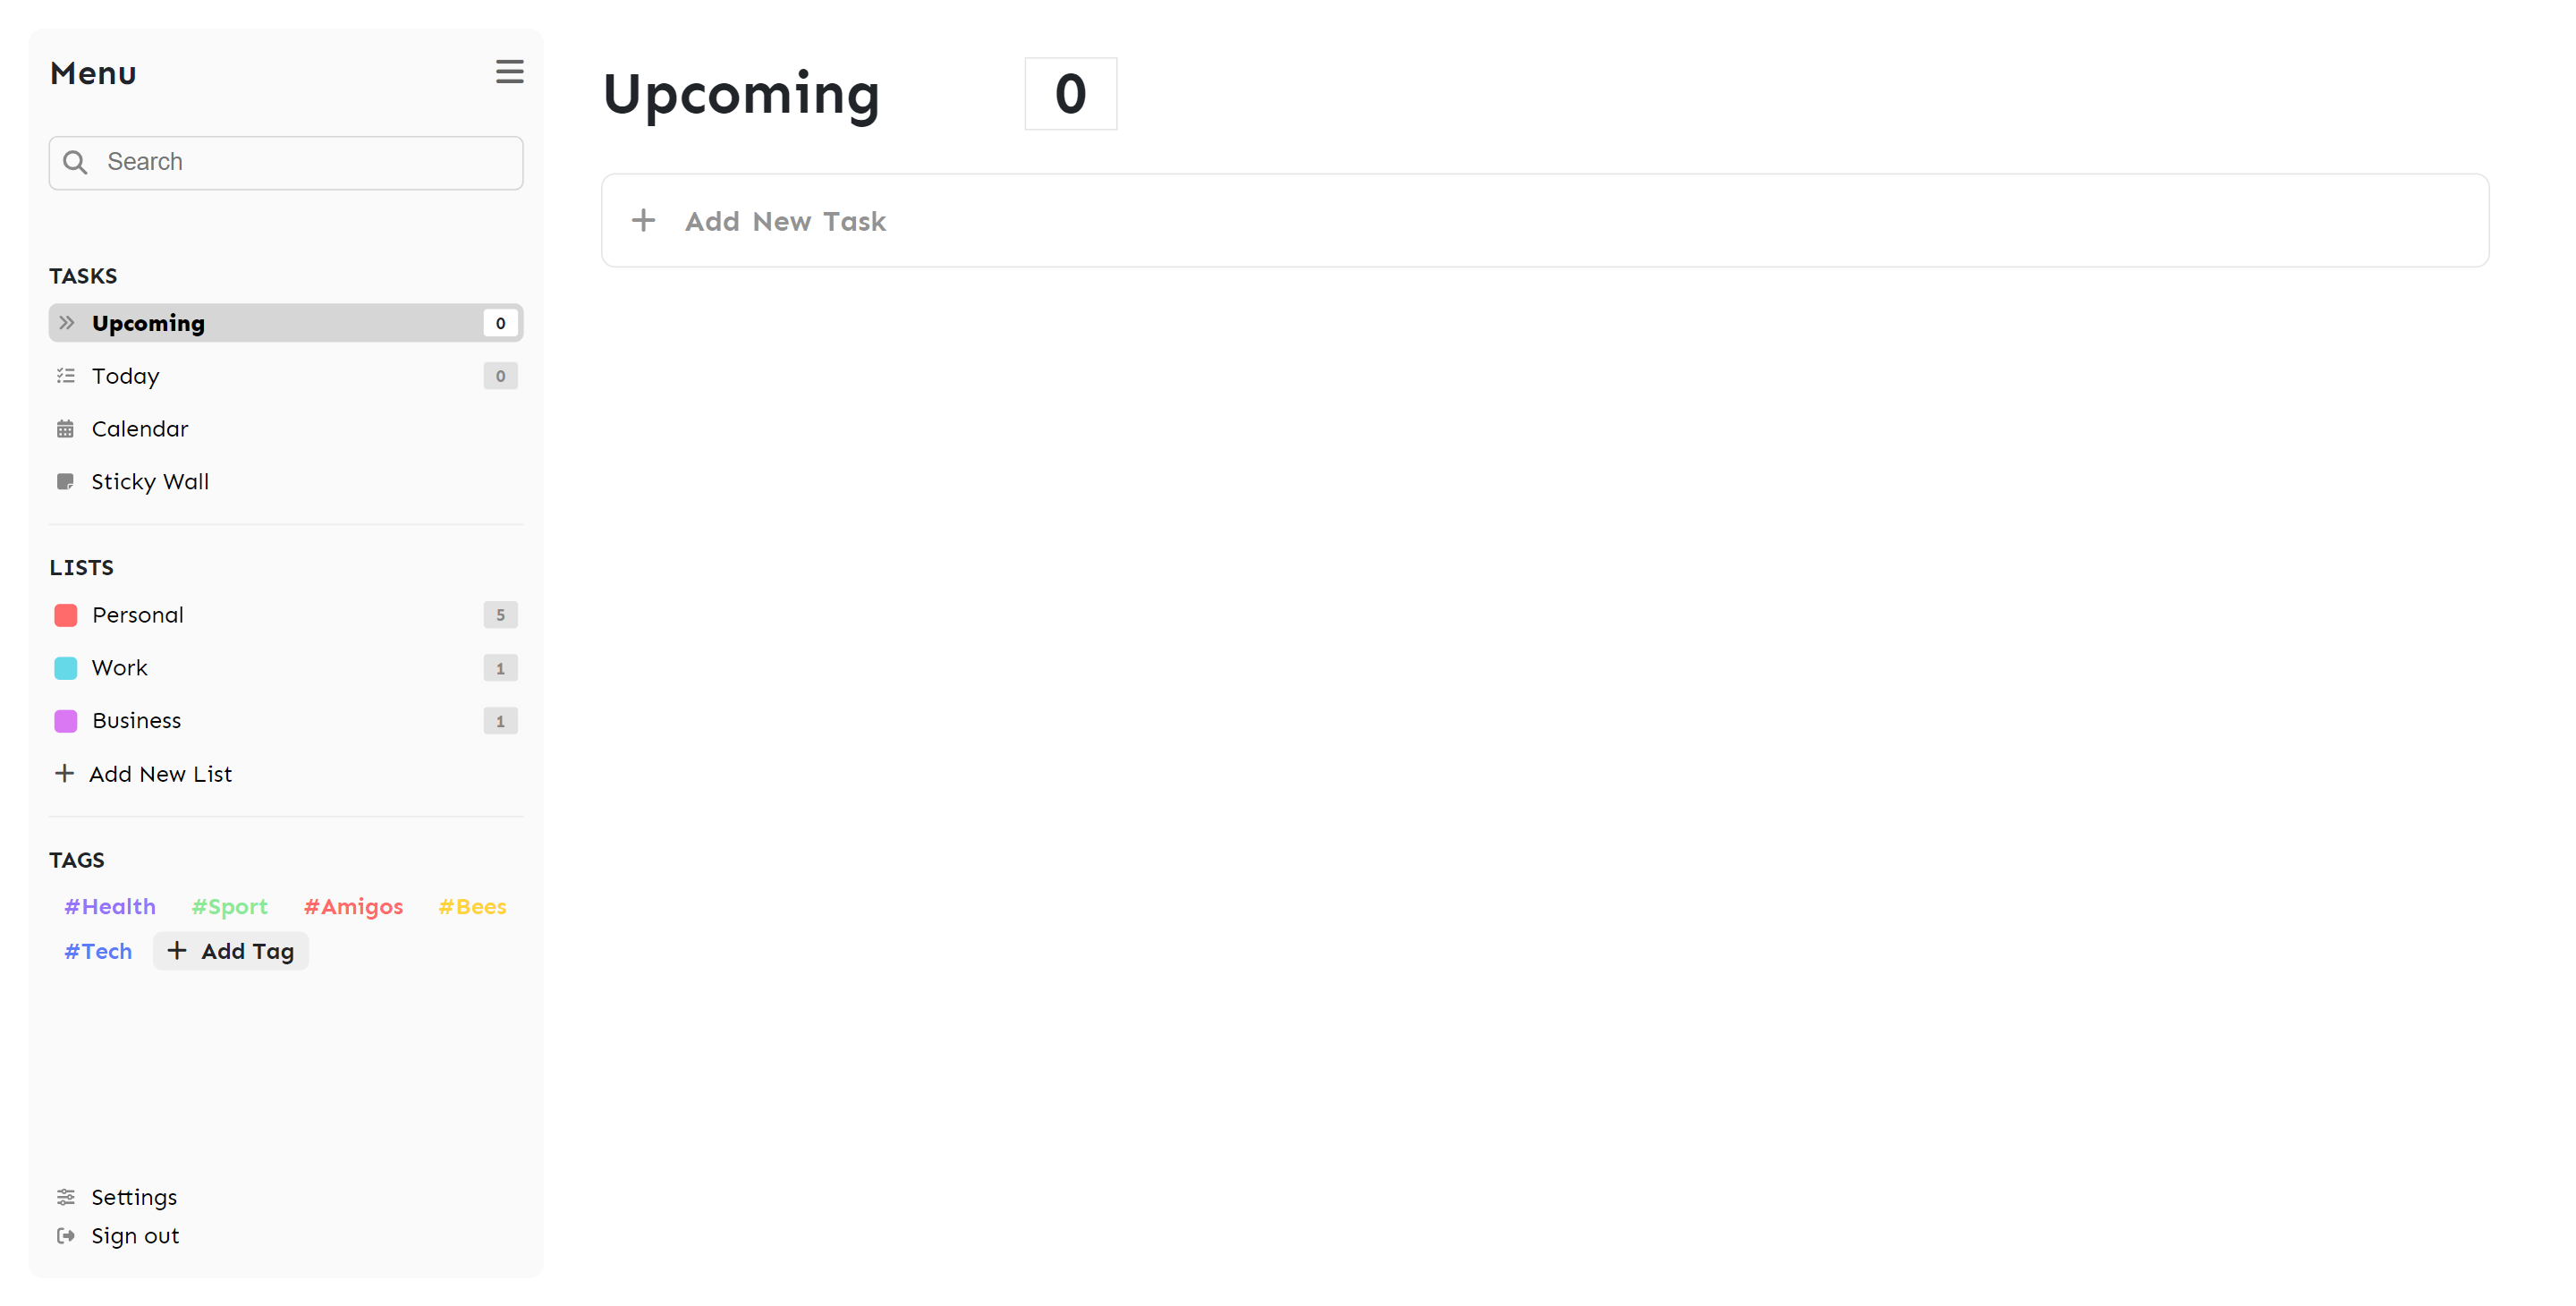 Menu
Search
TASKS
Upcoming 0
Today 0
Calendar
Sticky Wall
LISTS
Personal 5
Work 1
Business 1
Add New List
TAGS
#Health #Sport #Amigos #Bees
#Tech + Add Tag
Settings
Sign out
Upcoming 0
+ Add New Task